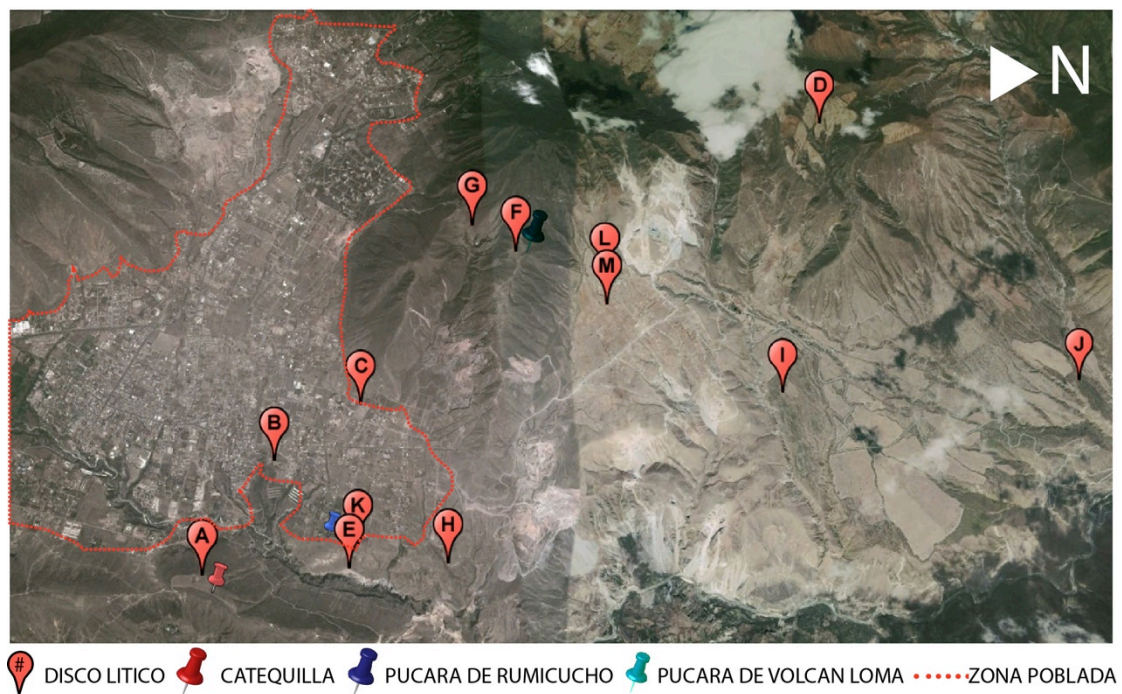 N
D
G
F
L
M
I
J
C
B
K
E
H
A
# DISCO LITICO CATEQUILLA PUCARA DE RUMICUCHO PUCARA DE VOLCAN LOMA ZONA POBLADA